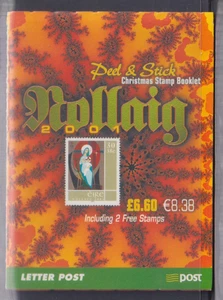 Peel & Stick
Christmas Stamp Booklet
Nollaig
2001
£6.60 €8.38
Including 2 Free Stamps
LETTER POST
post